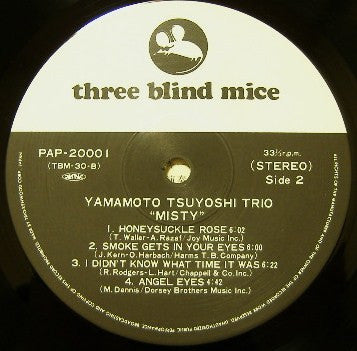 three blind mice
PAP-20001
(TBM-30-B)
33⅓ r.p.m.
(STEREO)
Side 2
YAMAMOTO TSUYOSHI TRIO
"MISTY"
1. HONEYSUCKLE ROSE 6:02
(T. Waller-A. Razaf/Joy Music Inc.)
2. SMOKE GETS IN YOUR EYES 6:00
(J. Kern-O. Harbach/Harms T.B. Company)
3. I DIDN'T KNOW WHAT TIME IT WAS 6:22
(R. Rodgers-L. Hart/Chappell & Co. Inc.)
4. ANGEL EYES 4:42
(M. Dennis/Dorsey Brothers Music Inc.)